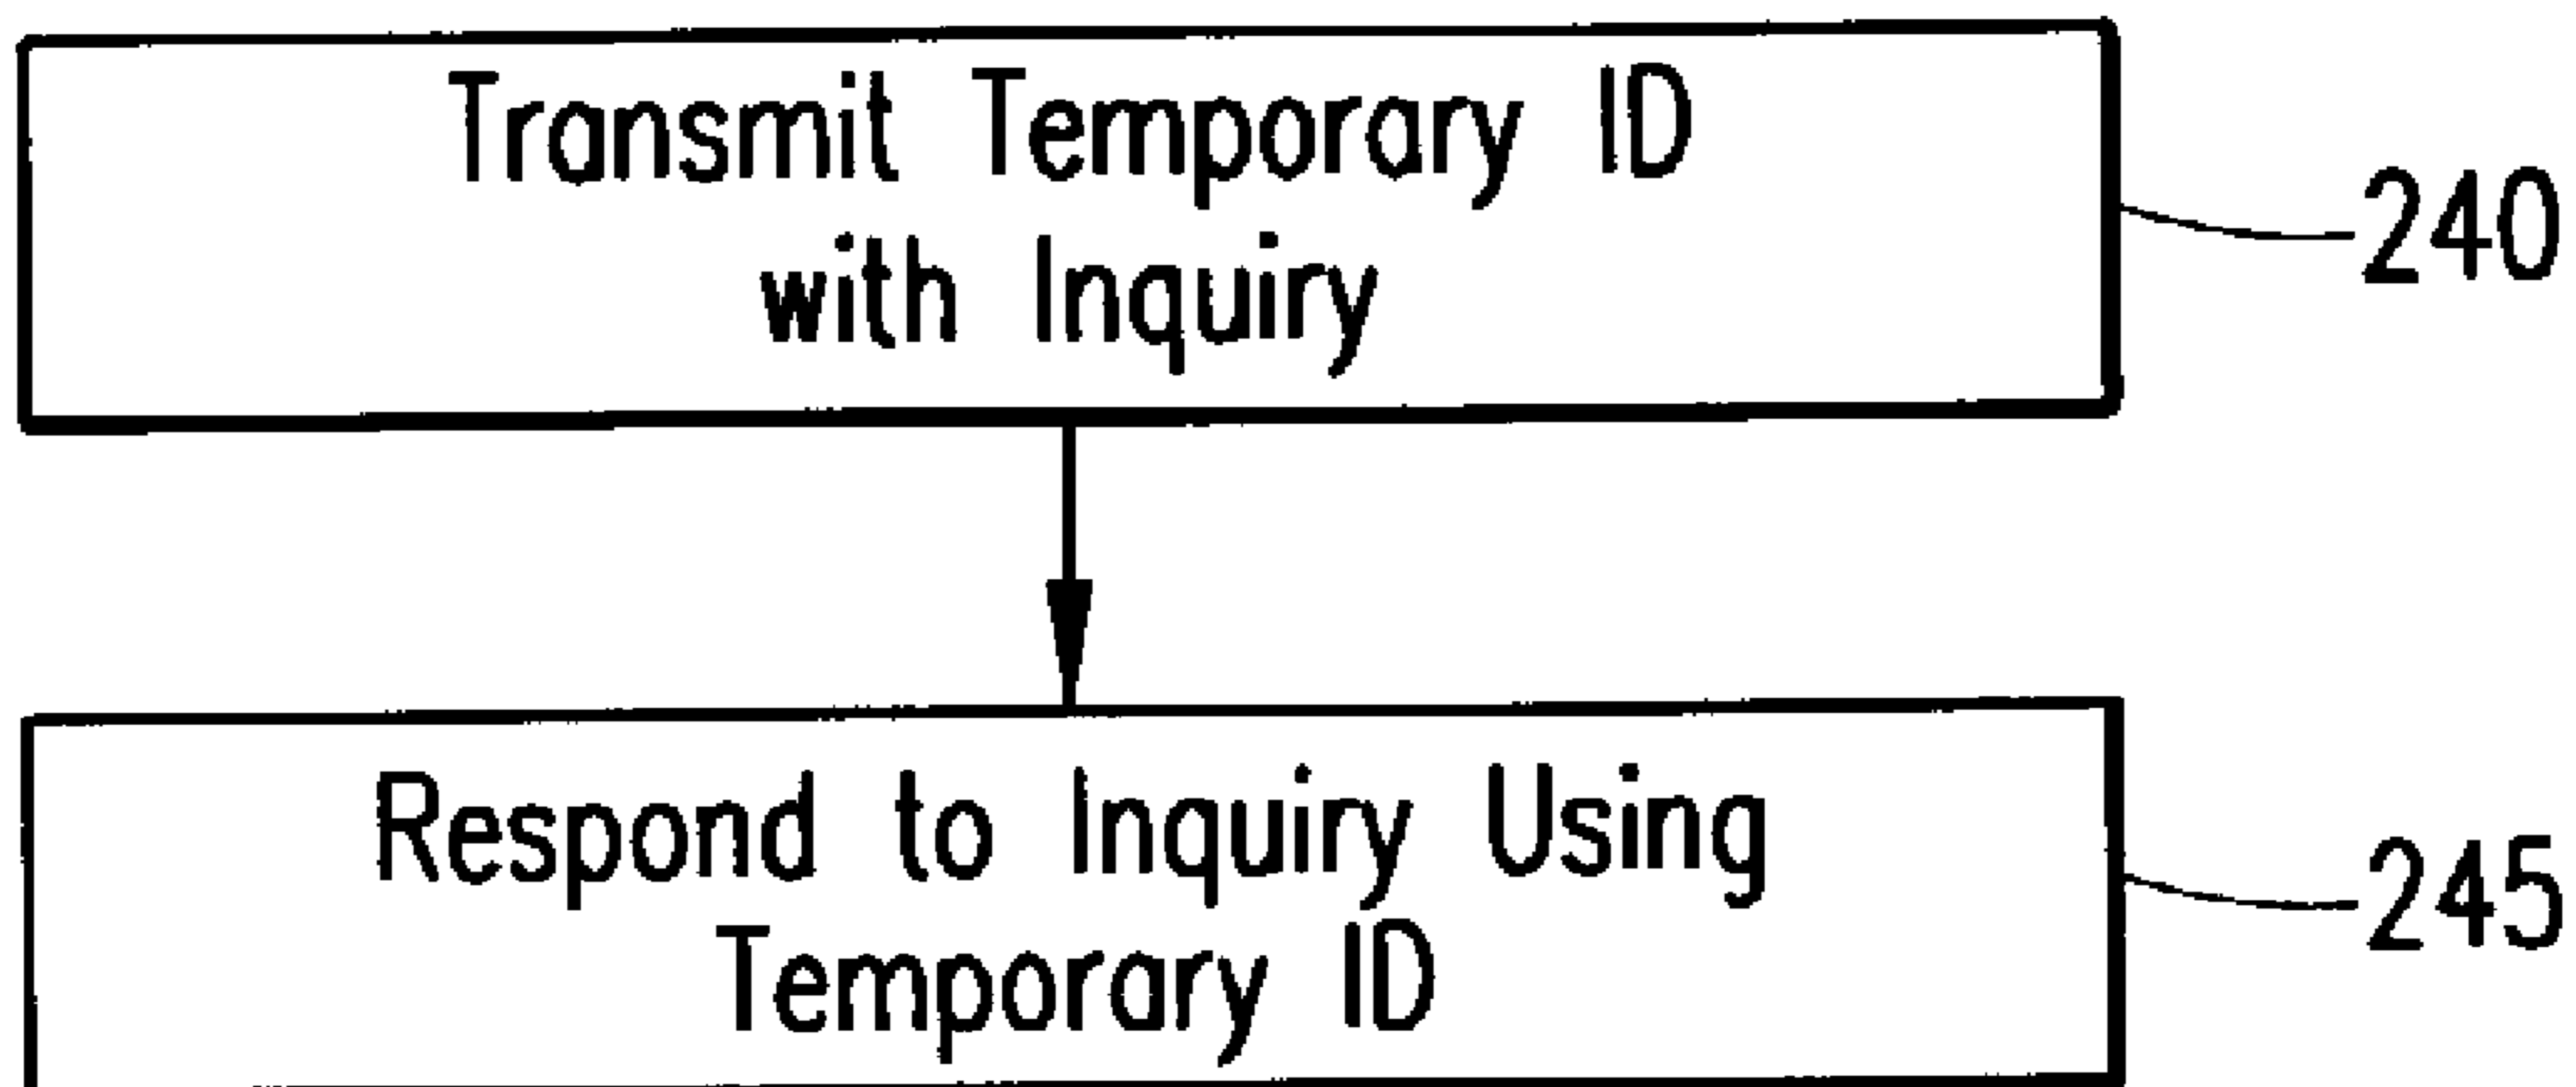 Transmit Temporary ID
with Inquiry
240
Respond to Inquiry Using
Temporary ID
245